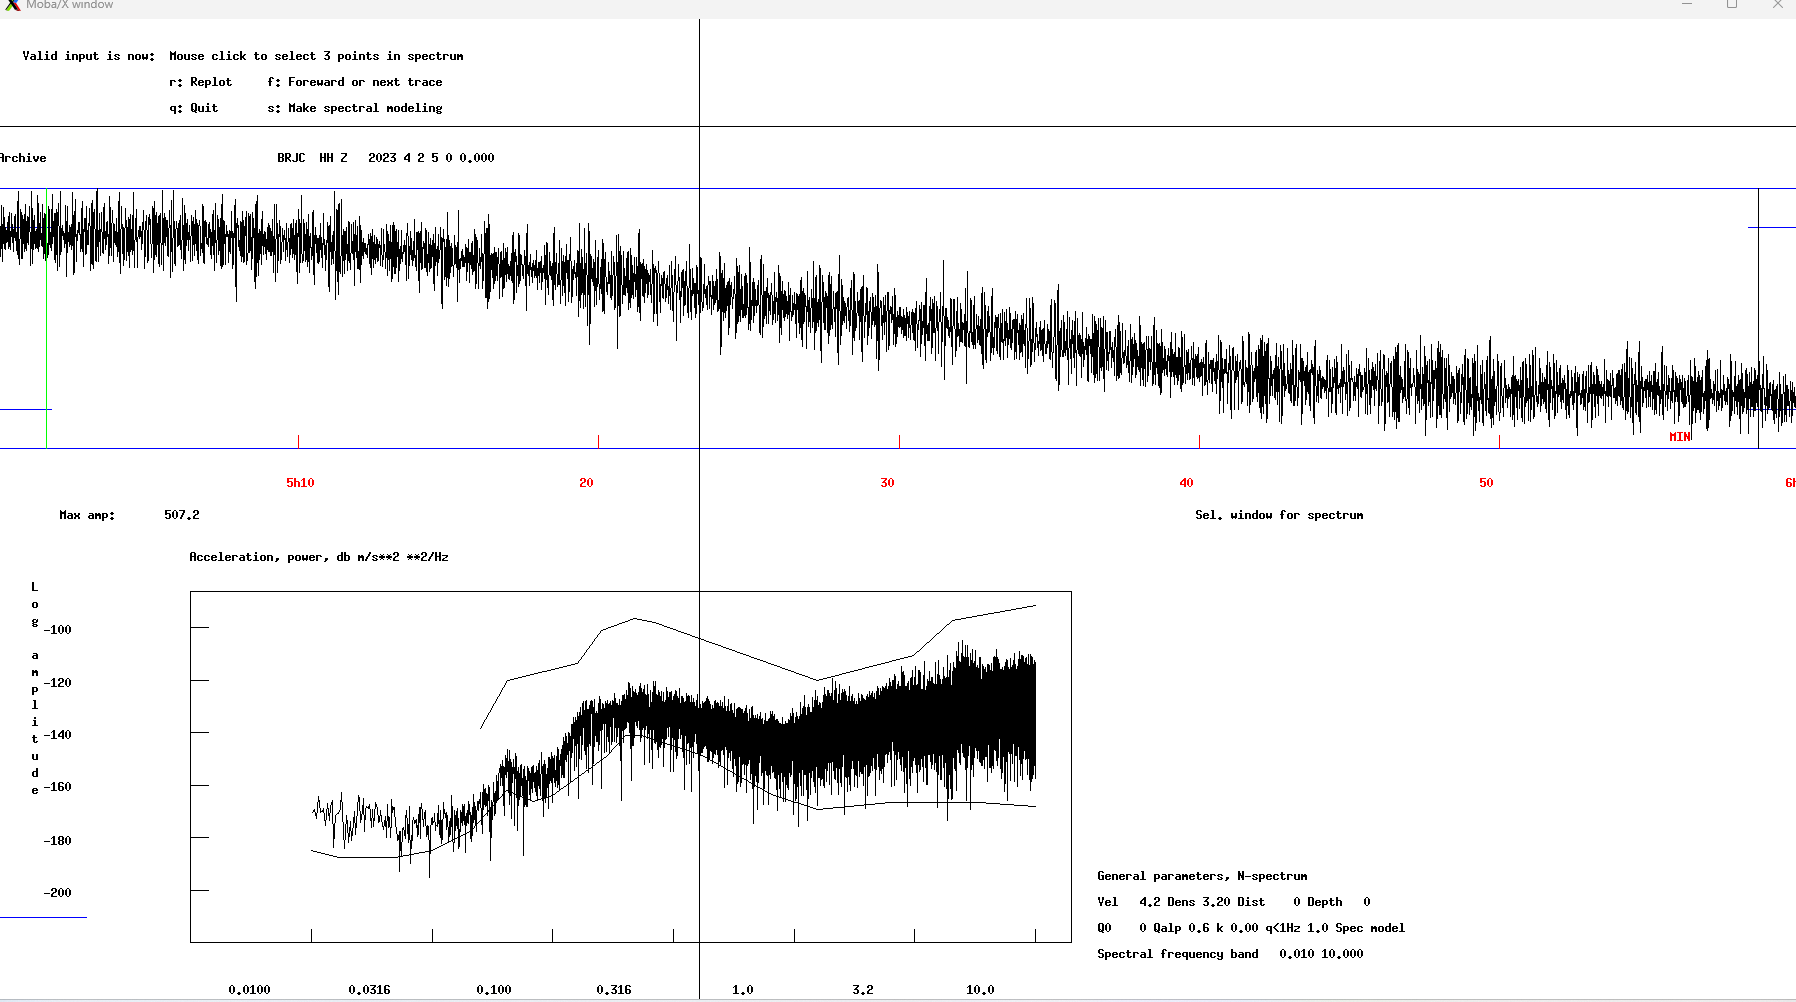 Moba/X window
Valid input is now:  Mouse click to select 3 points in spectrum
r: Replot     f: Foreward or next trace
q: Quit       s: Make spectral modeling
Archive     BRJC  HH Z   2023 4 2 5 0 0.000
MIN
5h10     20     30     40     50     6h
Max amp:       507.2     Sel. window for spectrum
Acceleration, power, db m/s**2 **2/Hz
Log amplitude
-100
-120
-140
-160
-180
-200
General parameters, N-spectrum
Vel   4.2 Dens 3.20 Dist    0 Depth   0
Q0    0 Qalp 0.6 k 0.00 q<1Hz 1.0 Spec model
Spectral frequency band   0.010 10.000
0.0100     0.0316     0.100     0.316     1.0     3.2     10.0